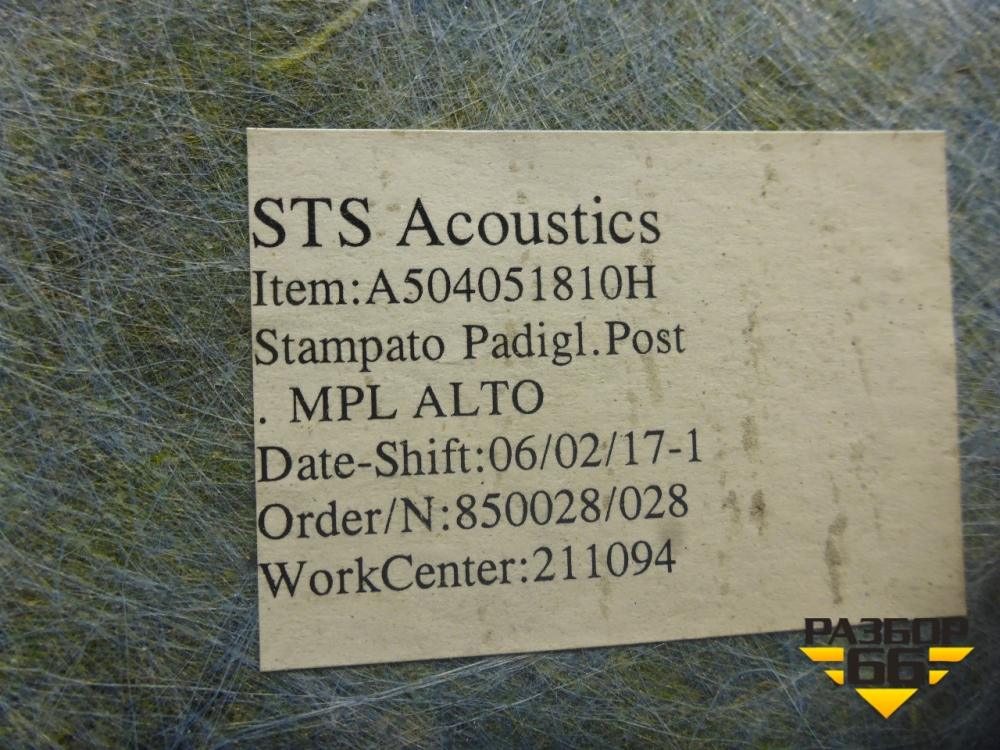 STS Acoustics
Item:A504051810H
Stampato Padigl.Post
. MPL ALTO
Date-Shift:06/02/17-1
Order/N:850028/028
WorkCenter:211094
РАЗБОР
66